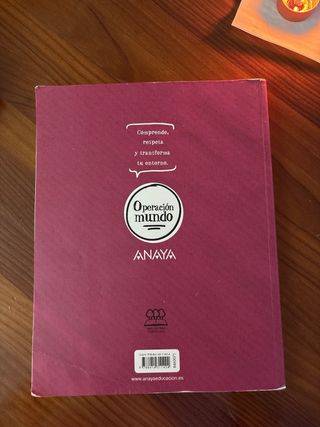 Comprende,
respeta
y transforma
tu entorno.
Operación
mundo
ANAYA
www.anayaeducacion.es